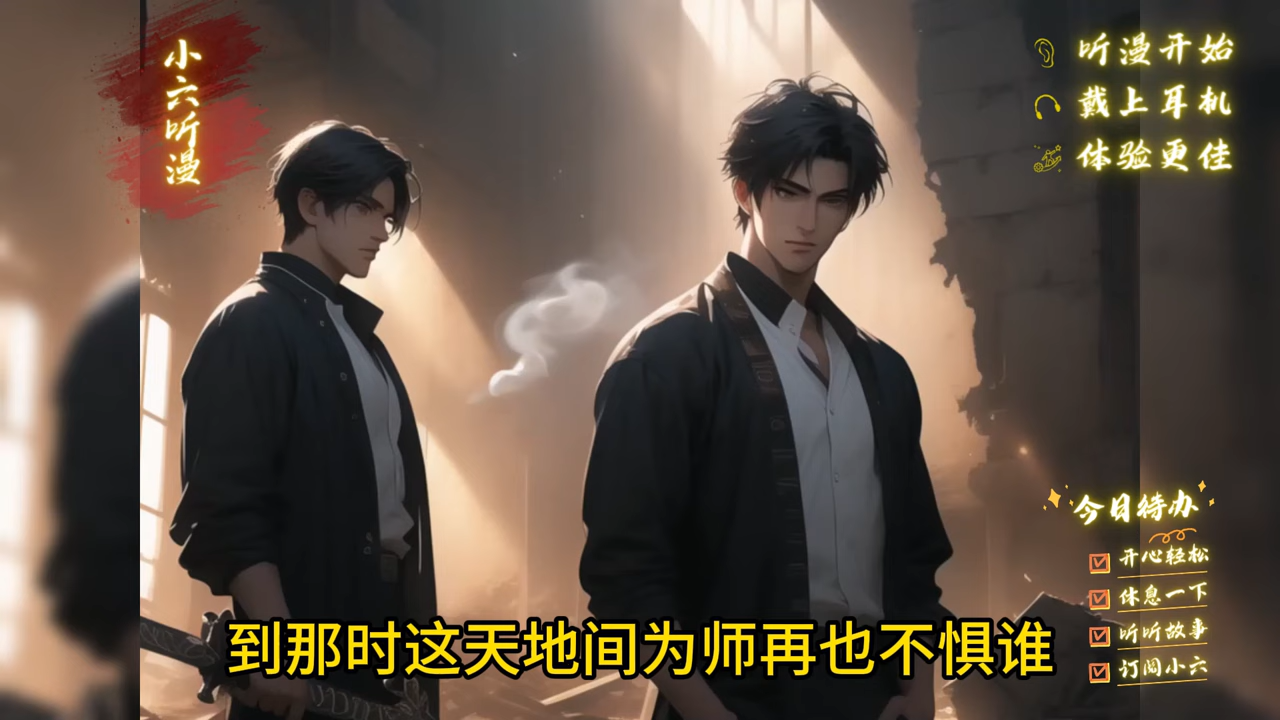 小六听漫
听漫开始
戴上耳机
体验更佳
今日待办
开心轻松
休息一下
听听故事
订阅小六
到那时这天地间为师再也不惧谁